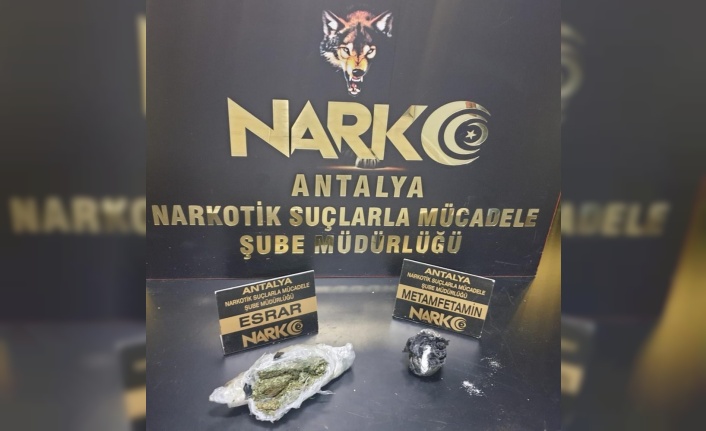 NARKO
ANTALYA
NARKOTİK SUÇLARLA MÜCADELE
ŞUBE MÜDÜRLÜĞÜ
ANTALYA
NARKOTİK SUÇLARLA MÜCADELE
ŞUBE MÜDÜRLÜĞÜ
ESRAR
NARKO
ANTALYA
NARKOTİK SUÇLARLA MÜCADELE
ŞUBE MÜDÜRLÜĞÜ
METAMFETAMİN
NARKO